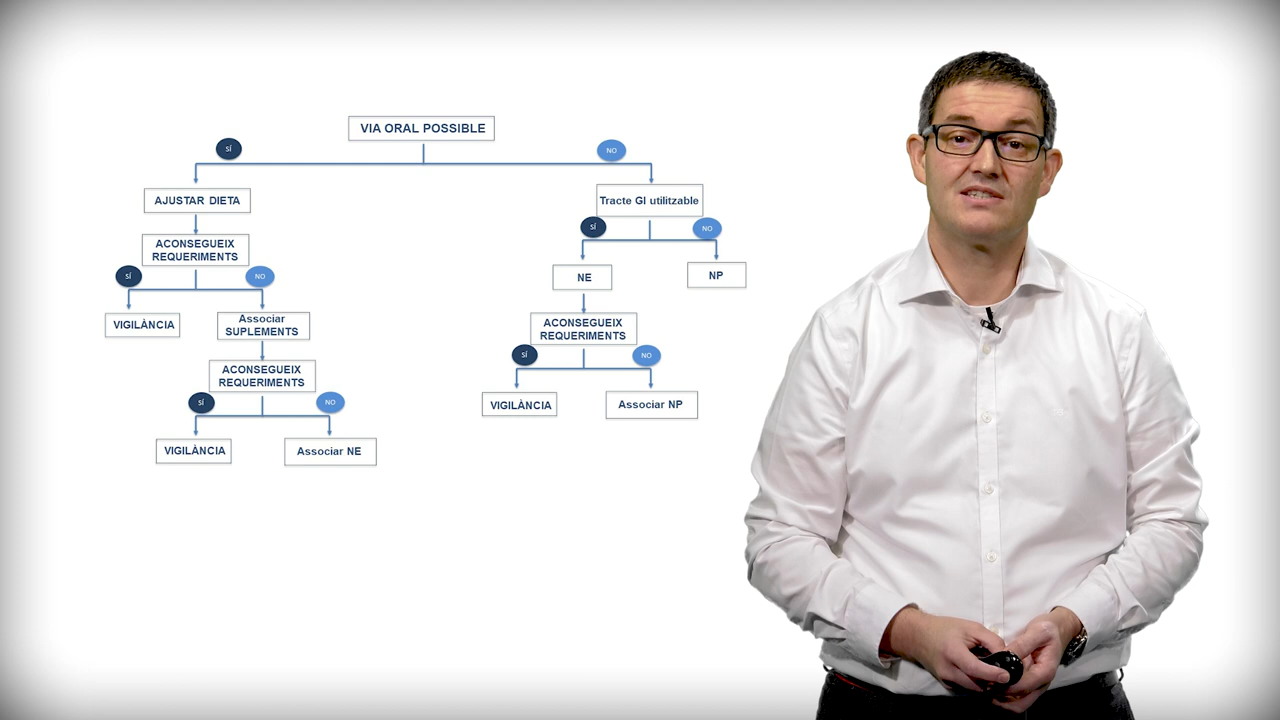 VIA ORAL POSSIBLE
SÍ
NO
AJUSTAR DIETA
Tracte GI utilitzable
SÍ
NO
ACONSEGUEIX
REQUERIMENTS
SÍ
NO
NE
NP
VIGILÀNCIA
Associar
SUPLEMENTS
ACONSEGUEIX
REQUERIMENTS
SÍ
NO
ACONSEGUEIX
REQUERIMENTS
SÍ
NO
VIGILÀNCIA
Associar NP
VIGILÀNCIA
Associar NE